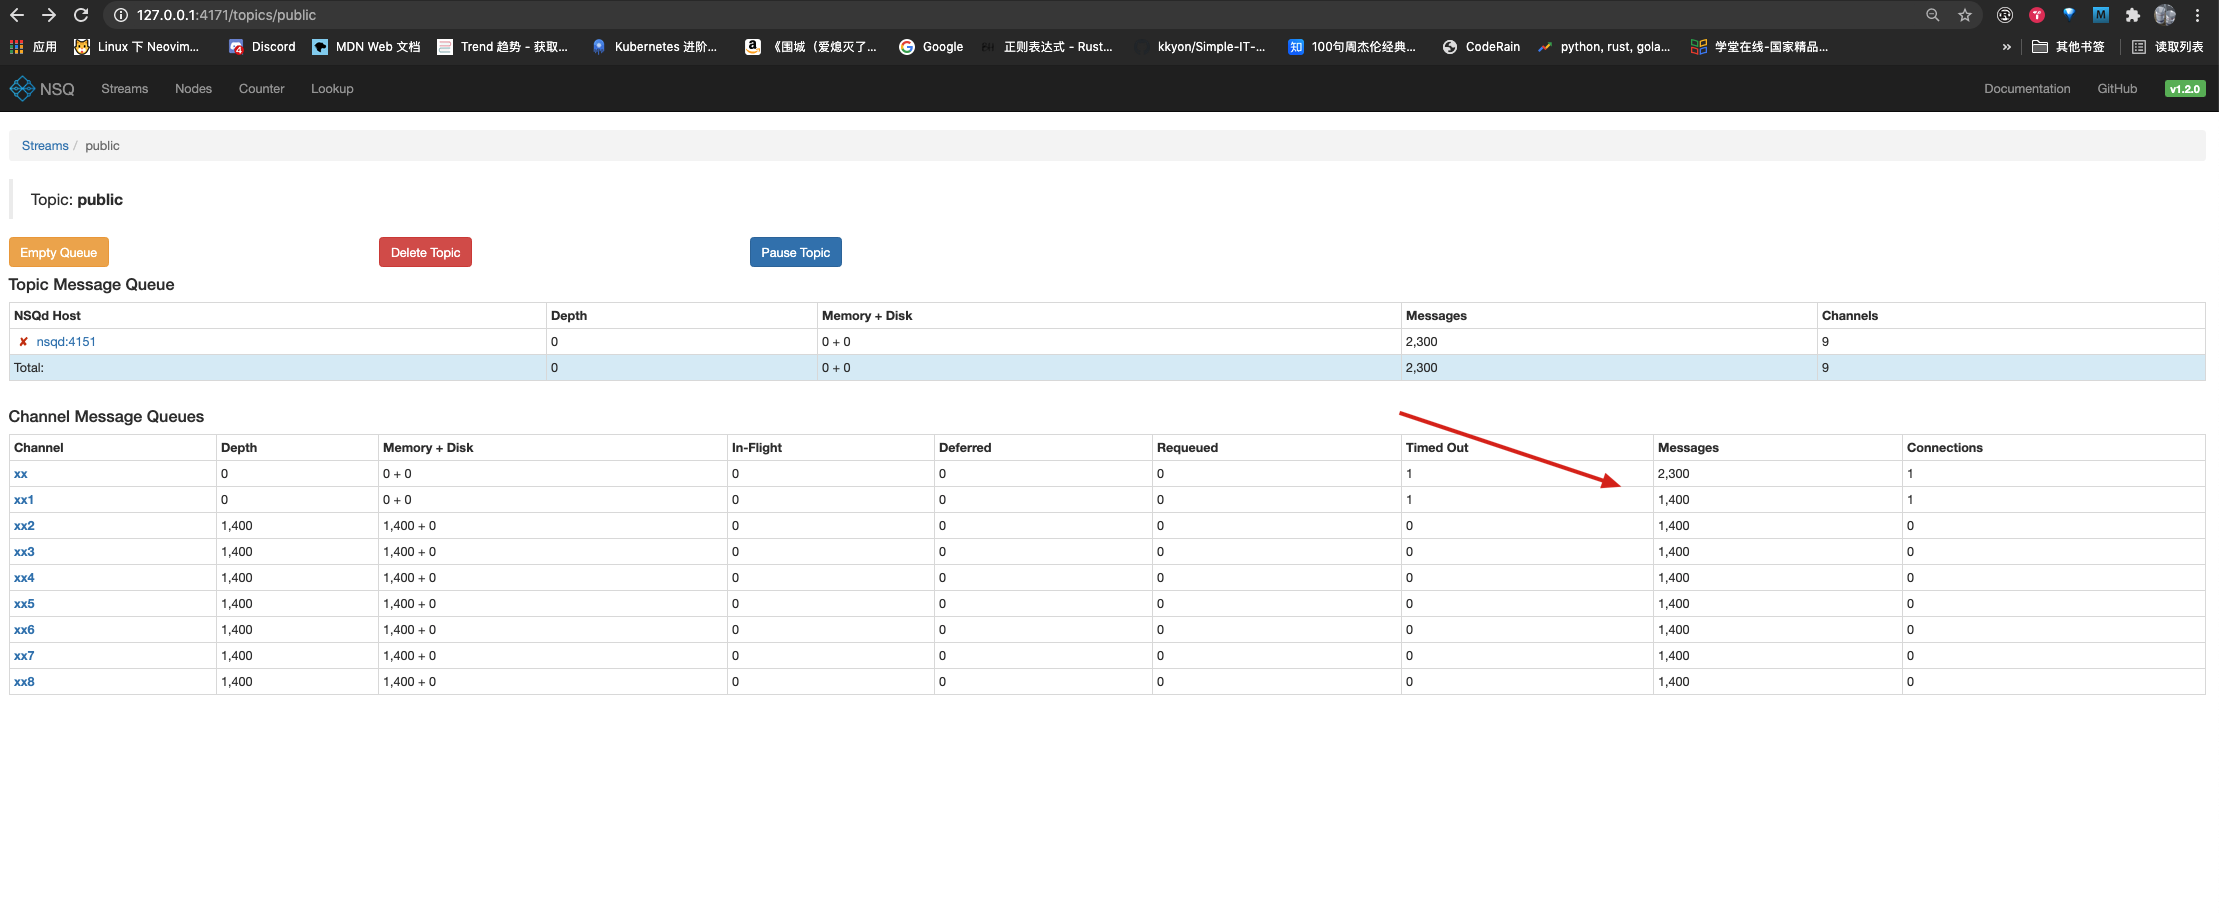 127.0.0.1:4171/topics/public
应用 Linux 下 Neovim... Discord MDN Web 文档 Trend 趋势 - 获取... Kubernetes 进阶... 《围城（爱熄灭了... Google 正则表达式 - Rust... kkyon/Simple-IT-... 知 100句周杰伦经典... CodeRain python, rust, gola... 学堂在线-国家精品... » 其他书签 阅读列表
NSQ Streams Nodes Counter Lookup Documentation GitHub v1.2.0
Streams / public
Topic: public
Empty Queue Delete Topic Pause Topic
Topic Message Queue
NSQd Host Depth Memory + Disk Messages Channels
✘ nsqd:4151 0 0 + 0 2,300 9
Total: 0 0 + 0 2,300 9
Channel Message Queues
Channel Depth Memory + Disk In-Flight Deferred Requeued Timed Out Messages Connections
xx 0 0 + 0 0 0 0 1 2,300 1
xx1 0 0 + 0 0 0 0 1 1,400 1
xx2 1,400 1,400 + 0 0 0 0 0 1,400 0
xx3 1,400 1,400 + 0 0 0 0 0 1,400 0
xx4 1,400 1,400 + 0 0 0 0 0 1,400 0
xx5 1,400 1,400 + 0 0 0 0 0 1,400 0
xx6 1,400 1,400 + 0 0 0 0 0 1,400 0
xx7 1,400 1,400 + 0 0 0 0 0 1,400 0
xx8 1,400 1,400 + 0 0 0 0 0 1,400 0